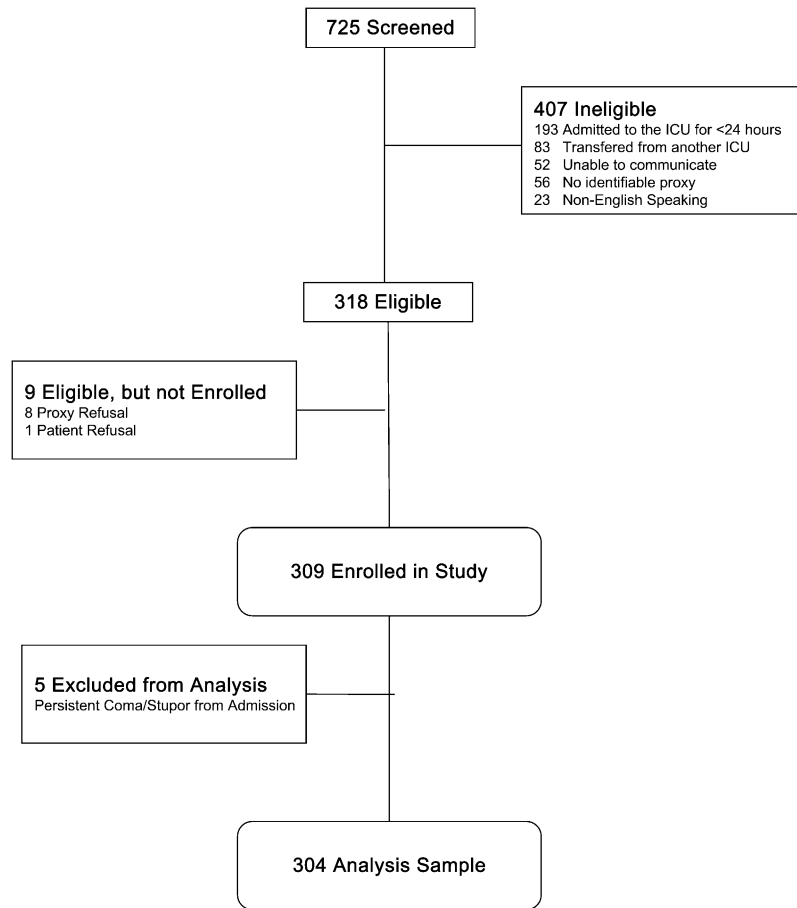 725 Screened
407 Ineligible
193 Admitted to the ICU for <24 hours
83 Transfered from another ICU
52 Unable to communicate
56 No identifiable proxy
23 Non-English Speaking
318 Eligible
9 Eligible, but not Enrolled
8 Proxy Refusal
1 Patient Refusal
309 Enrolled in Study
5 Excluded from Analysis
Persistent Coma/Stupor from Admission
304 Analysis Sample